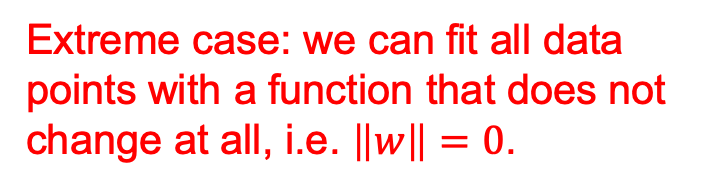 Extreme case: we can fit all data
points with a function that does not
change at all, i.e. ‖w‖ = 0.